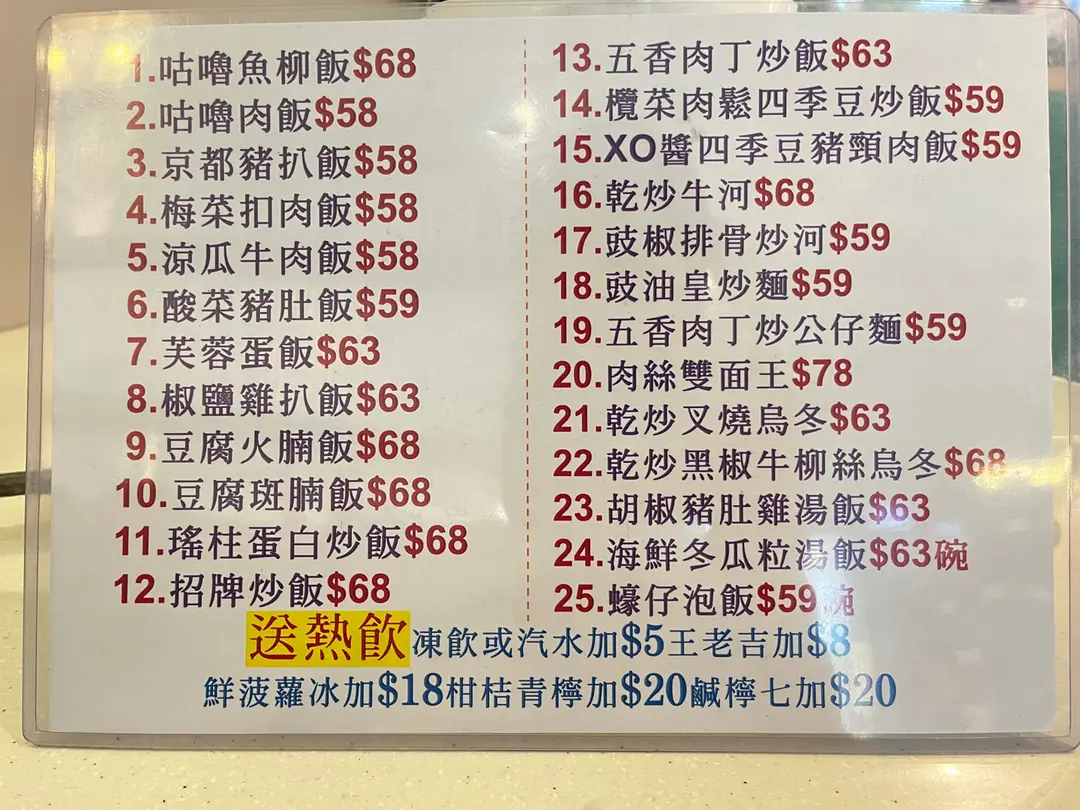 1.咕嚕魚柳飯$68
2.咕嚕肉飯$58
3.京都豬扒飯$58
4.梅菜扣肉飯$58
5.涼瓜牛肉飯$58
6.酸菜豬肚飯$59
7.芙蓉蛋飯$63
8.椒鹽雞扒飯$63
9.豆腐火腩飯$68
10.豆腐斑腩飯$68
11.瑤柱蛋白炒飯$68
12.招牌炒飯$68
13.五香肉丁炒飯$63
14.欖菜肉鬆四季豆炒飯$59
15.XO醬四季豆豬頸肉飯$59
16.乾炒牛河$68
17.豉椒排骨炒河$59
18.豉油皇炒麵$59
19.五香肉丁炒公仔麵$59
20.肉絲雙面王$78
21.乾炒叉燒烏冬$63
22.乾炒黑椒牛柳絲烏冬$68
23.胡椒豬肚雞湯飯$63
24.海鮮冬瓜粒湯飯$63碗
25.蠔仔泡飯$59碗
送熱飲凍飲或汽水加$5王老吉加$8
鮮菠蘿冰加$18柑桔青檸加$20鹹檸七加$20